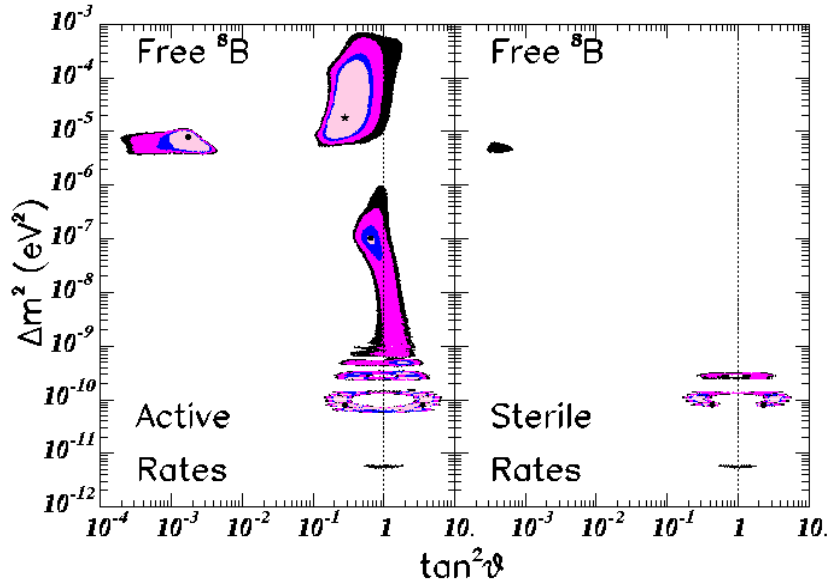 Free ⁸B Free ⁸B
10⁻³
10⁻⁴
10⁻⁵
10⁻⁶
10⁻⁷
10⁻⁸
10⁻⁹
10⁻¹⁰
10⁻¹¹
10⁻¹²
Δm² (eV²)
Active Sterile
Rates Rates
10⁻⁴ 10⁻³ 10⁻² 10⁻¹ 1 10. 10⁻³ 10⁻² 10⁻¹ 1 10.
tan²ϑ